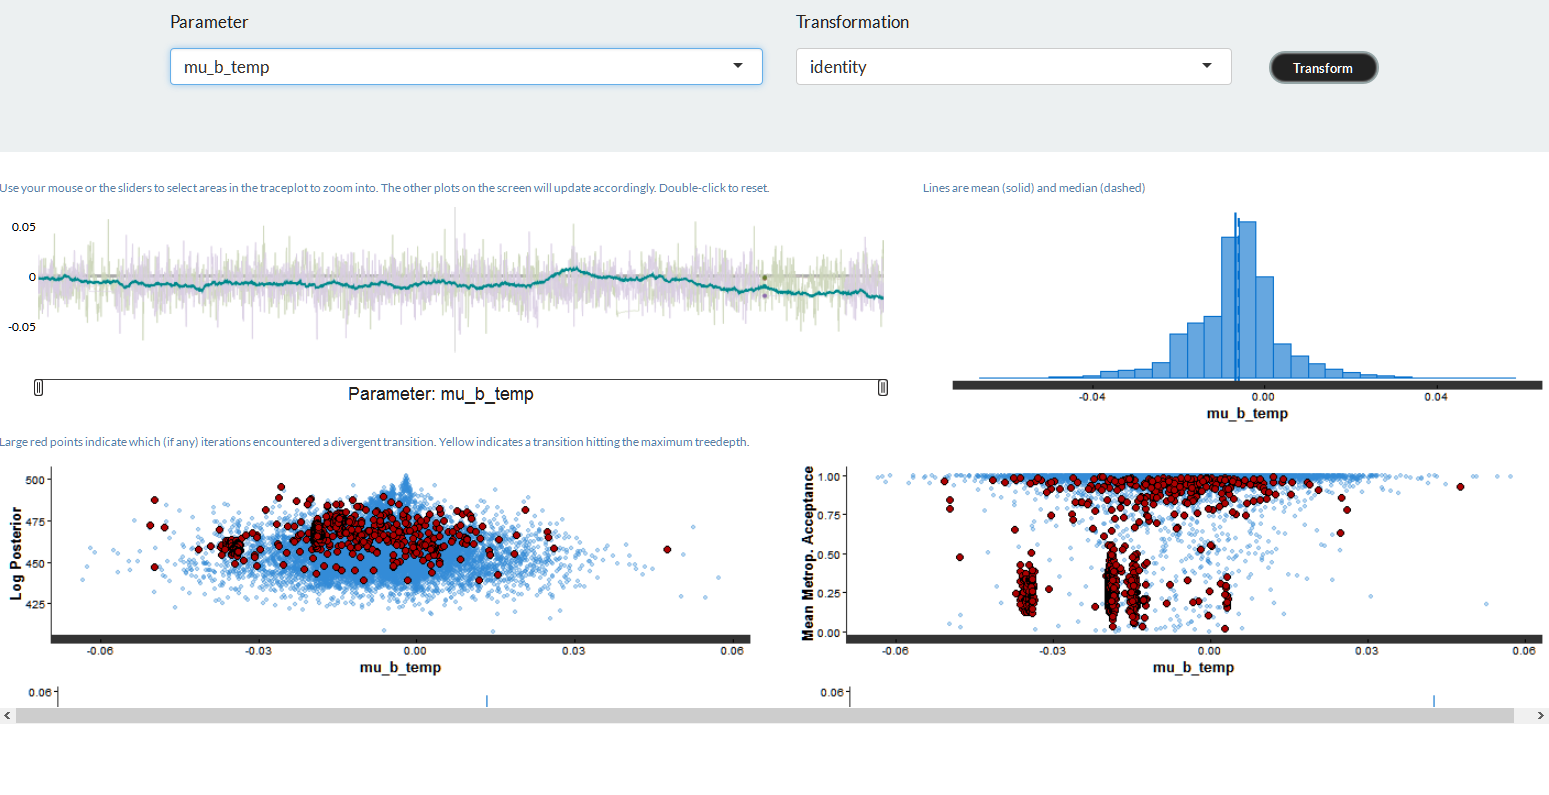 Parameter Transformation
mu_b_temp identity Transform
Use your mouse or the sliders to select areas in the traceplot to zoom into. The other plots on the screen will update accordingly. Double-click to reset.
Lines are mean (solid) and median (dashed)
0.05
0
-0.05
Parameter: mu_b_temp
-0.04 0.00 0.04
mu_b_temp
Large red points indicate which (if any) iterations encountered a divergent transition. Yellow indicates a transition hitting the maximum treedepth.
Log Posterior
500
475
450
425
-0.06 -0.03 0.00 0.03 0.06
mu_b_temp
Mean Metrop. Acceptance
1.00
0.75
0.50
0.25
0.00
-0.06 -0.03 0.00 0.03 0.06
mu_b_temp
0.06
0.06